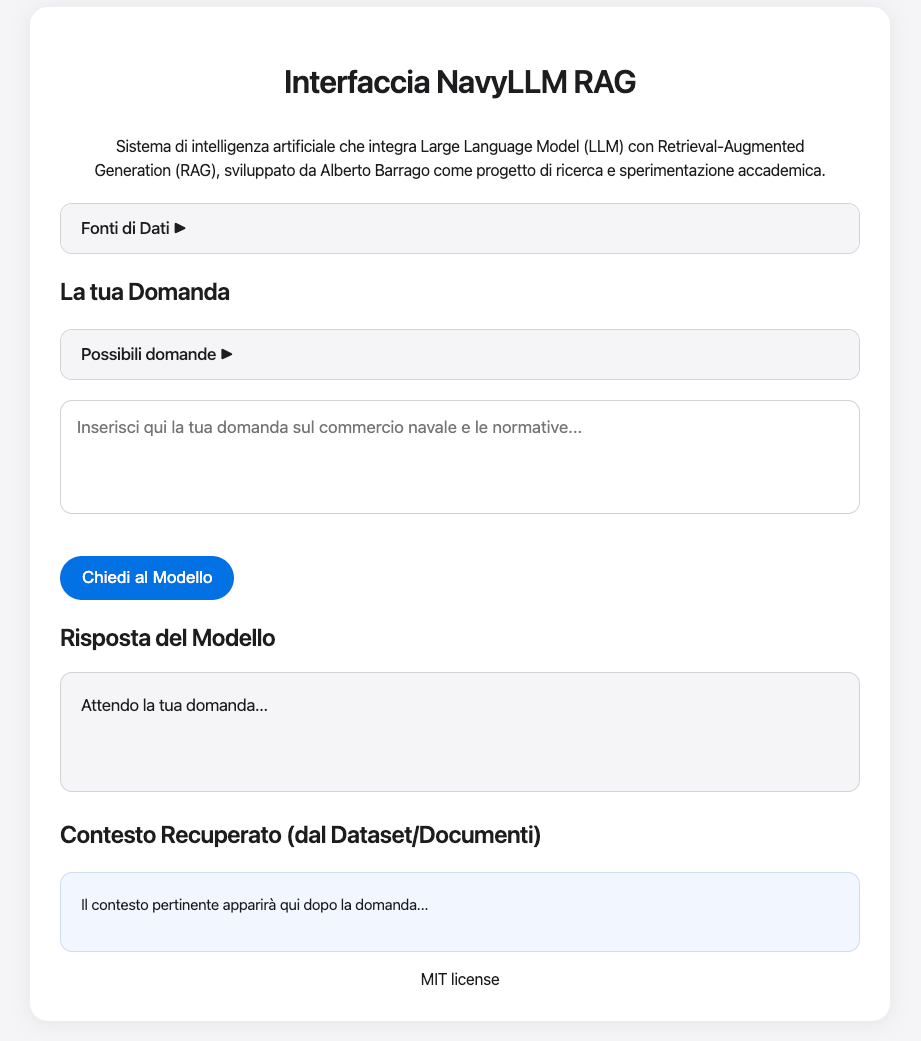 Interfaccia NavyLLM RAG
Sistema di intelligenza artificiale che integra Large Language Model (LLM) con Retrieval-Augmented
Generation (RAG), sviluppato da Alberto Barrago come progetto di ricerca e sperimentazione accademica.
Fonti di Dati ▶
La tua Domanda
Possibili domande ▶
Inserisci qui la tua domanda sul commercio navale e le normative...
Chiedi al Modello
Risposta del Modello
Attendo la tua domanda...
Contesto Recuperato (dal Dataset/Documenti)
Il contesto pertinente apparirà qui dopo la domanda...
MIT license